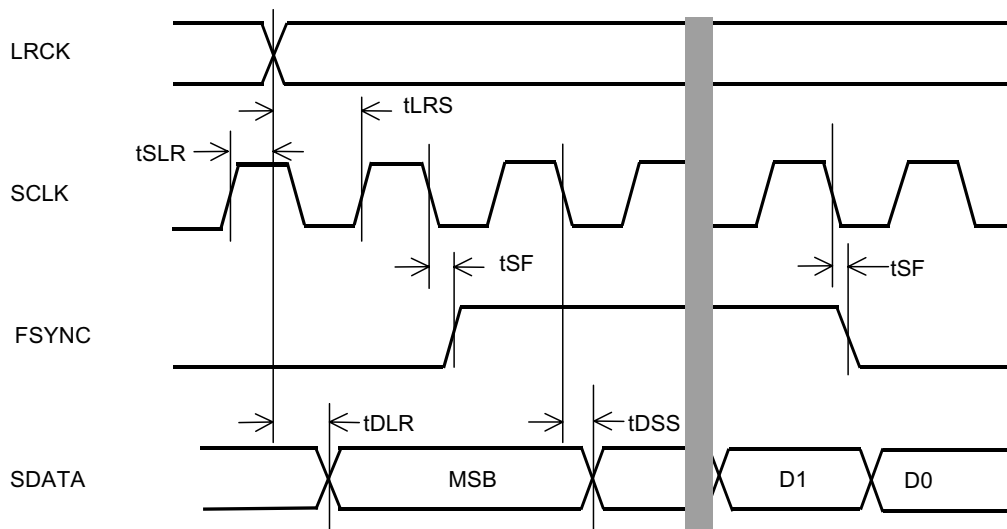 LRCK
tLRS
tSLR
SCLK
tSF
tSF
FSYNC
tDLR
tDSS
SDATA
MSB
D1
D0